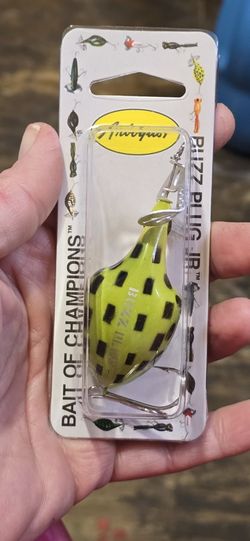 Arbogast
BUZZ PLUG JR.™
BAIT OF CHAMPIONS™